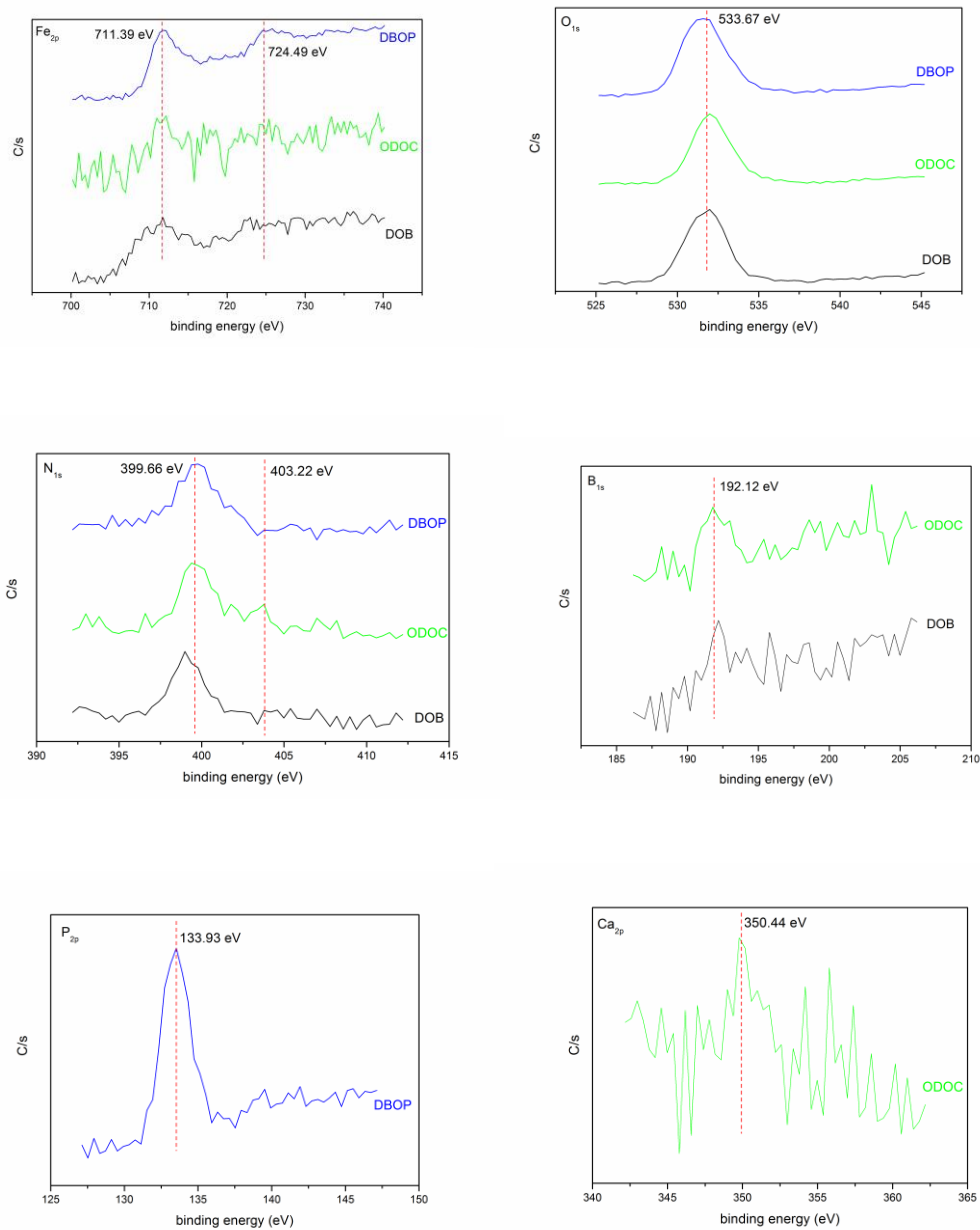 Fe2p
711.39 eV
724.49 eV
DBOP
ODOC
DOB
C/s
700 710 720 730 740
binding energy (eV)
O1s
533.67 eV
DBOP
ODOC
DOB
C/s
525 530 535 540 545
binding energy (eV)
N1s
399.66 eV
403.22 eV
DBOP
ODOC
DOB
C/s
390 395 400 405 410 415
binding energy (eV)
B1s
192.12 eV
ODOC
DOB
C/s
185 190 195 200 205 210
binding energy (eV)
P2p
133.93 eV
DBOP
C/s
125 130 135 140 145 150
binding energy (eV)
Ca2p
350.44 eV
ODOC
C/s
340 345 350 355 360 365
binding energy (eV)